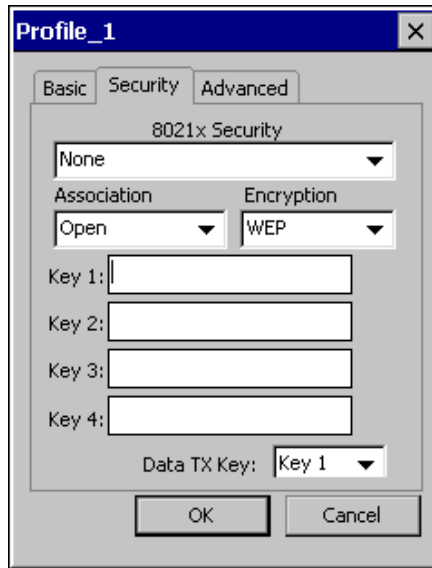 Profile_1
Basic Security Advanced
8021x Security
None
Association Encryption
Open WEP
Key 1:
Key 2:
Key 3:
Key 4:
Data TX Key: Key 1
OK Cancel